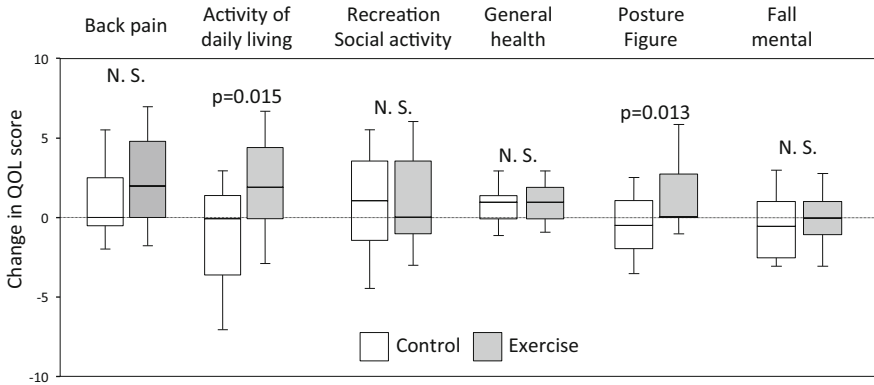 Back pain
Activity of
daily living
Recreation
Social activity
General
health
Posture
Figure
Fall
mental
Change in QOL score
10
5
0
-5
-10
N. S.
p=0.015
N. S.
N. S.
p=0.013
N. S.
Control
Exercise